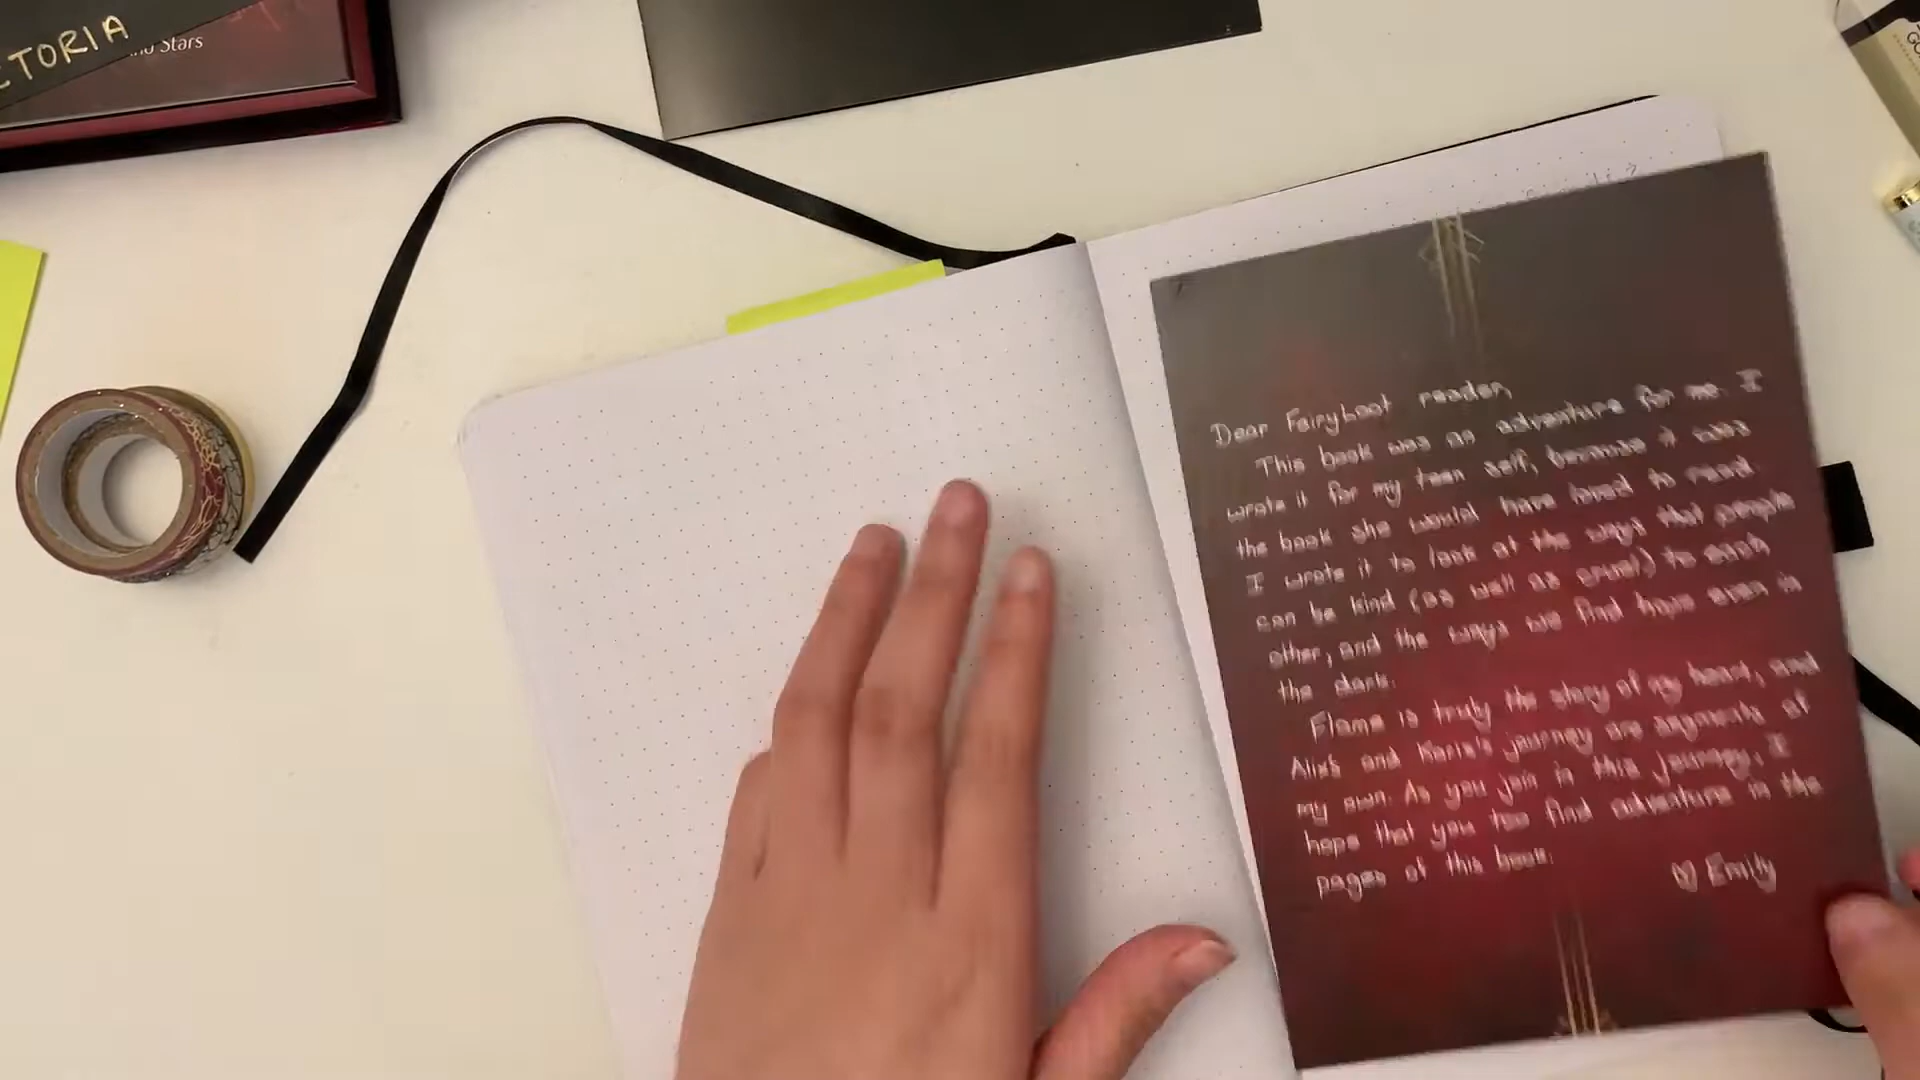 CTORIA
and Stars
Dear Fairyloot reader,
This book was an adventure for me. I
wrote it for my teen self, because it was
the book she would have loved to read.
I wrote it to look at the ways that people
can be kind (as well as cruel) to each
other, and the ways we find hope even in
the dark.
Flame is truly the story of my heart, and
Alix's and Kara's journey are segments of
my own. As you join in this journey, I
hope that you too find adventure in the
pages of this book.
♡ Emily